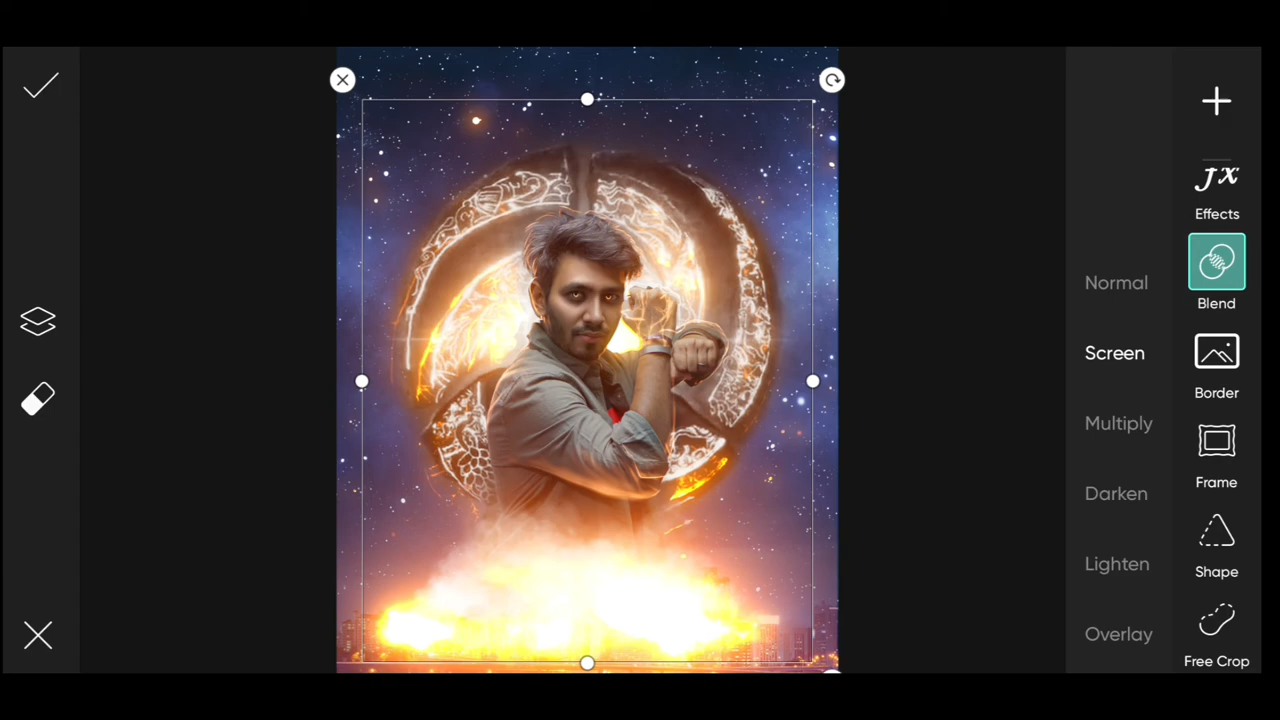 Effects
Blend
Border
Frame
Shape
Free Crop
Normal
Screen
Multiply
Darken
Lighten
Overlay